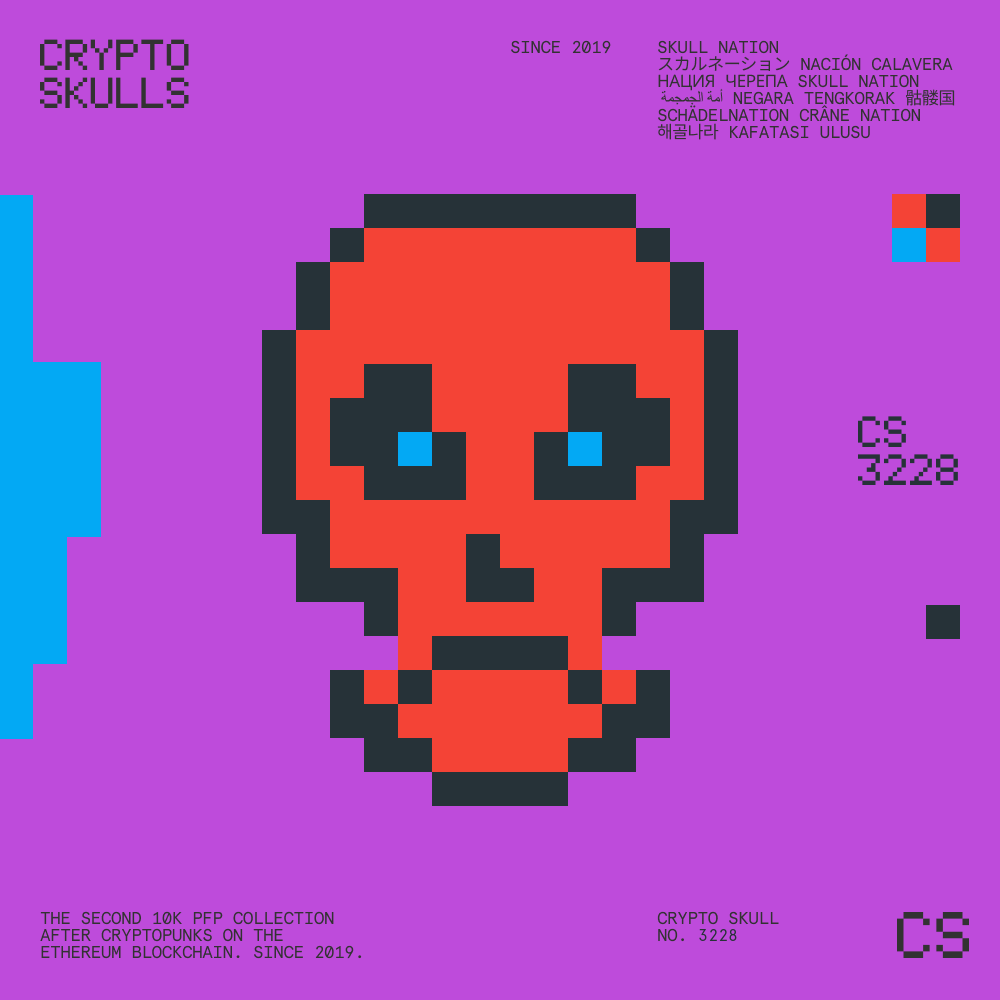 CRYPTO
SKULLS
SINCE 2019
SKULL NATION
スカルネーション NACIÓN CALAVERA
НАЦИЯ ЧЕРЕПА SKULL NATION
أمة الجمجمة NEGARA TENGKORAK 骷髅国
SCHÄDELNATION CRÂNE NATION
해골나라 KAFATASI ULUSU
CS
3228
THE SECOND 10K PFP COLLECTION
AFTER CRYPTOPUNKS ON THE
ETHEREUM BLOCKCHAIN. SINCE 2019.
CRYPTO SKULL
NO. 3228
CS